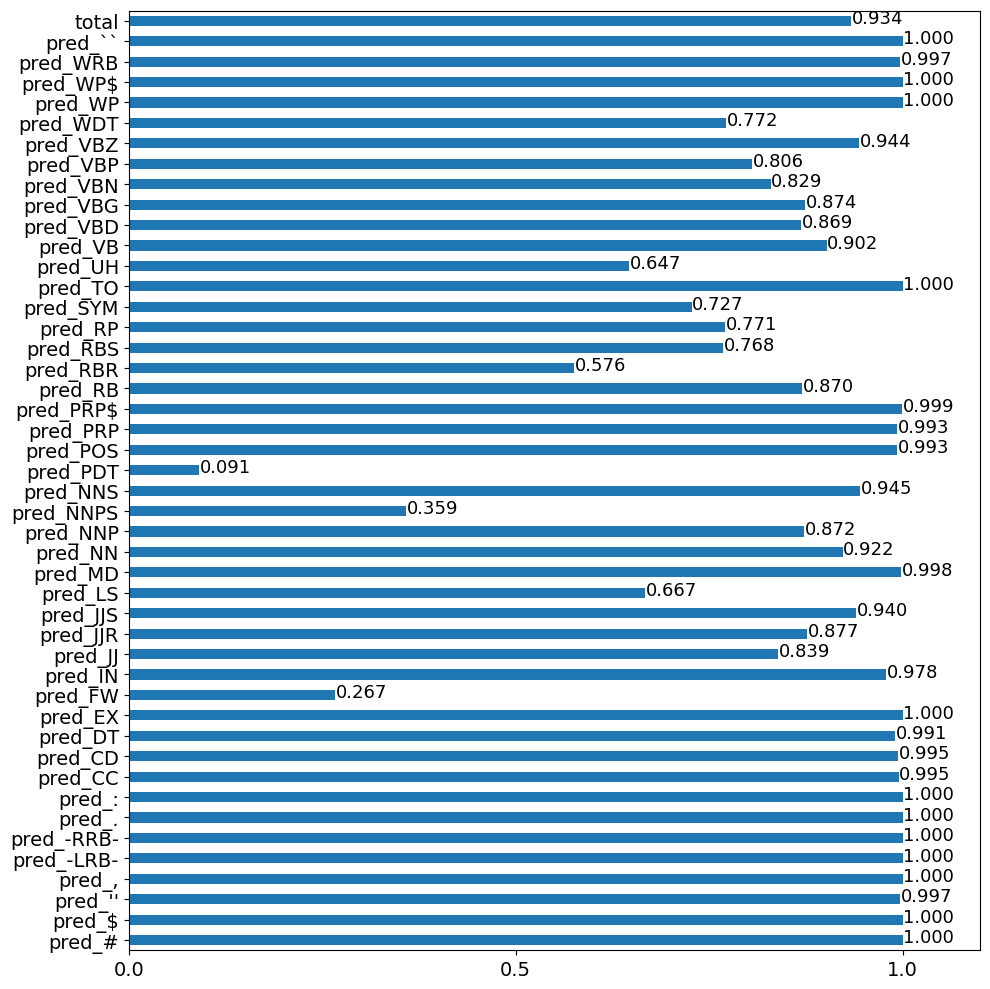 total 0.934
pred_`` 1.000
pred_WRB 0.997
pred_WP$ 1.000
pred_WP 1.000
pred_WDT 0.772
pred_VBZ 0.944
pred_VBP 0.806
pred_VBN 0.829
pred_VBG 0.874
pred_VBD 0.869
pred_VB 0.902
pred_UH 0.647
pred_TO 1.000
pred_SYM 0.727
pred_RP 0.771
pred_RBS 0.768
pred_RBR 0.576
pred_RB 0.870
pred_PRP$ 0.999
pred_PRP 0.993
pred_POS 0.993
pred_PDT 0.091
pred_NNS 0.945
pred_NNPS 0.359
pred_NNP 0.872
pred_NN 0.922
pred_MD 0.998
pred_LS 0.667
pred_JJS 0.940
pred_JJR 0.877
pred_JJ 0.839
pred_IN 0.978
pred_FW 0.267
pred_EX 1.000
pred_DT 0.991
pred_CD 0.995
pred_CC 0.995
pred_: 1.000
pred_. 1.000
pred_-RRB- 1.000
pred_-LRB- 1.000
pred_, 1.000
pred_'' 0.997
pred_$ 1.000
pred_# 1.000
0.0 0.5 1.0